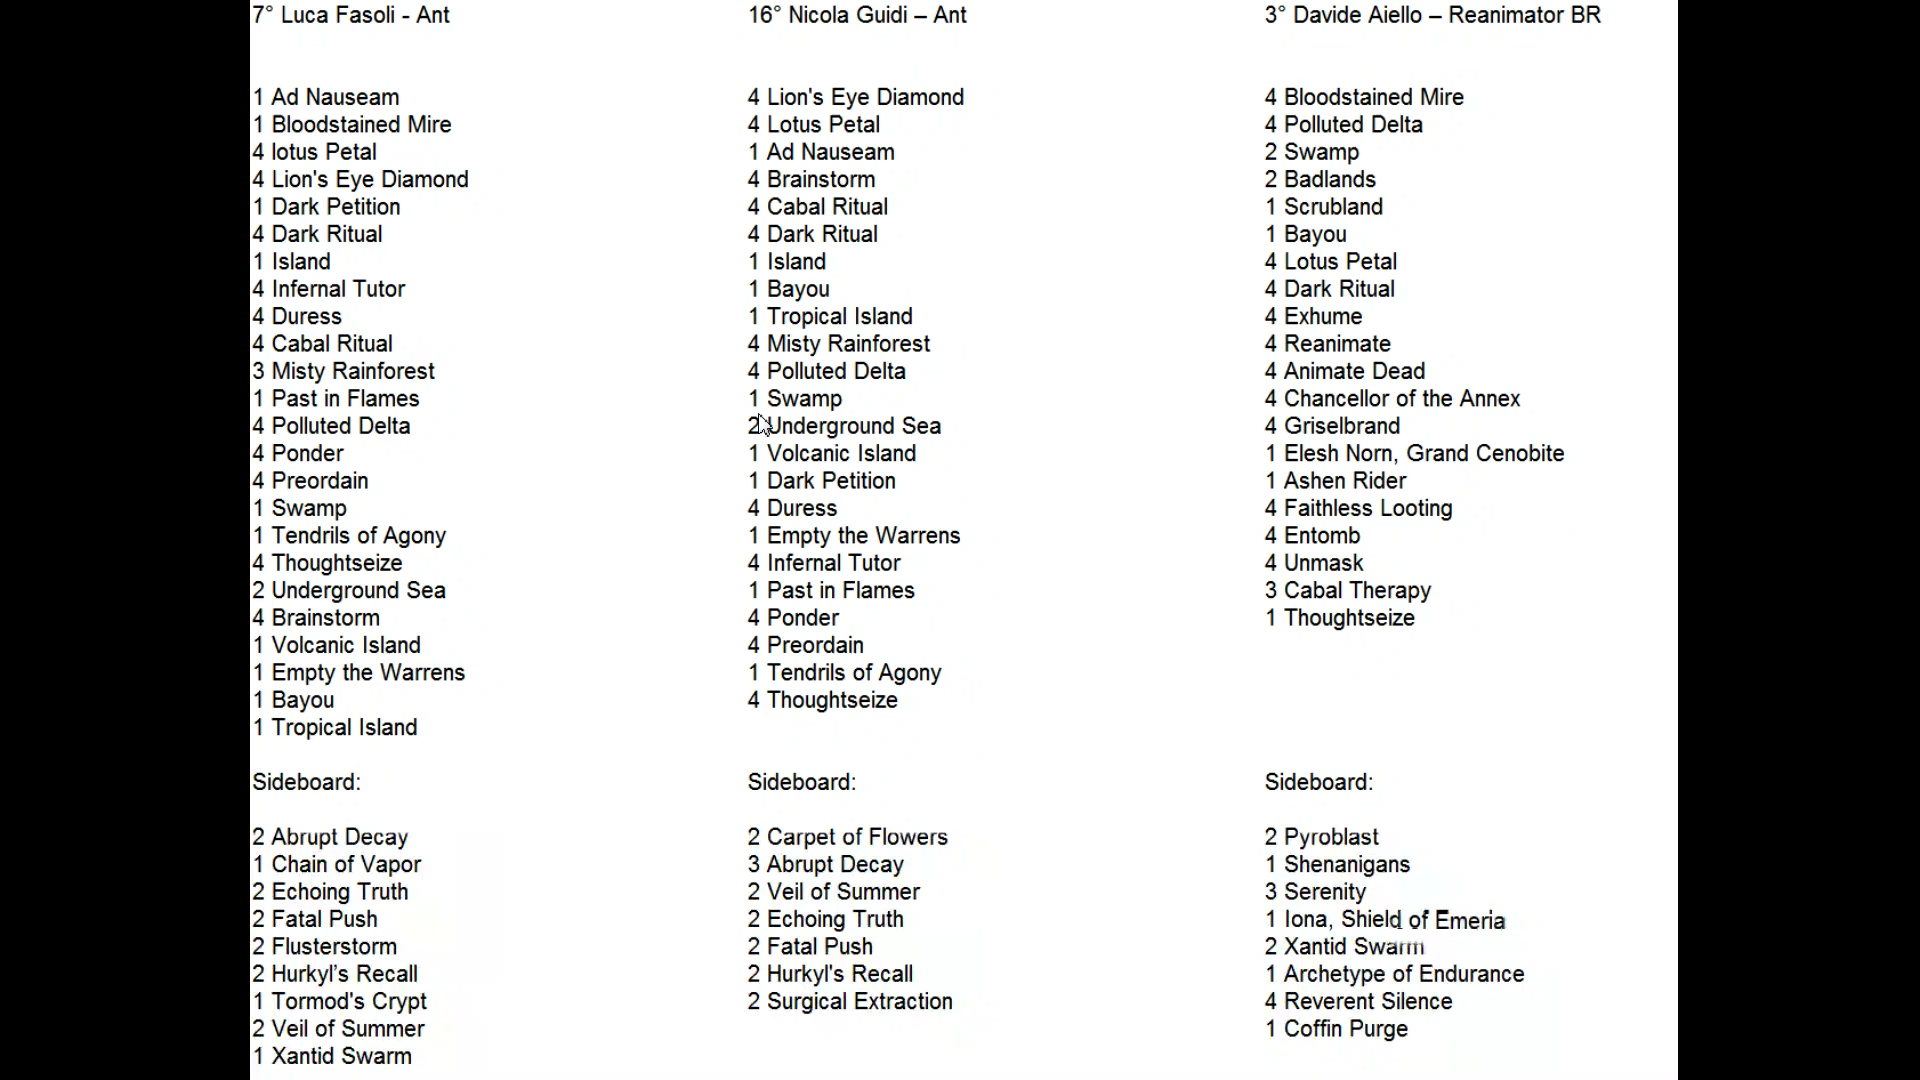 7° Luca Fasoli - Ant
1 Ad Nauseam
1 Bloodstained Mire
4 lotus Petal
4 Lion's Eye Diamond
1 Dark Petition
4 Dark Ritual
1 Island
4 Infernal Tutor
4 Duress
4 Cabal Ritual
3 Misty Rainforest
1 Past in Flames
4 Polluted Delta
4 Ponder
4 Preordain
1 Swamp
1 Tendrils of Agony
4 Thoughtseize
2 Underground Sea
4 Brainstorm
1 Volcanic Island
1 Empty the Warrens
1 Bayou
1 Tropical Island
Sideboard:
2 Abrupt Decay
1 Chain of Vapor
2 Echoing Truth
2 Fatal Push
2 Flusterstorm
2 Hurkyl's Recall
1 Tormod's Crypt
2 Veil of Summer
1 Xantid Swarm
16° Nicola Guidi – Ant
4 Lion's Eye Diamond
4 Lotus Petal
1 Ad Nauseam
4 Brainstorm
4 Cabal Ritual
4 Dark Ritual
1 Island
1 Bayou
1 Tropical Island
4 Misty Rainforest
4 Polluted Delta
1 Swamp
2 Underground Sea
1 Volcanic Island
1 Dark Petition
4 Duress
1 Empty the Warrens
4 Infernal Tutor
1 Past in Flames
4 Ponder
4 Preordain
1 Tendrils of Agony
4 Thoughtseize
Sideboard:
2 Carpet of Flowers
3 Abrupt Decay
2 Veil of Summer
2 Echoing Truth
2 Fatal Push
2 Hurkyl's Recall
2 Surgical Extraction
3° Davide Aiello – Reanimator BR
4 Bloodstained Mire
4 Polluted Delta
2 Swamp
2 Badlands
1 Scrubland
1 Bayou
4 Lotus Petal
4 Dark Ritual
4 Exhume
4 Reanimate
4 Animate Dead
4 Chancellor of the Annex
4 Griselbrand
1 Elesh Norn, Grand Cenobite
1 Ashen Rider
4 Faithless Looting
4 Entomb
4 Unmask
3 Cabal Therapy
1 Thoughtseize
Sideboard:
2 Pyroblast
1 Shenanigans
3 Serenity
1 Iona, Shield of Emeria
2 Xantid Swarm
1 Archetype of Endurance
4 Reverent Silence
1 Coffin Purge